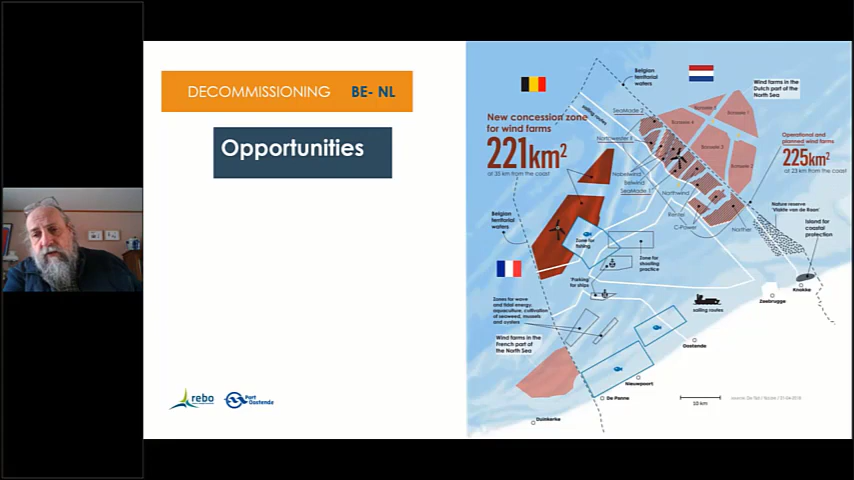 DECOMMISSIONING BE- NL
Opportunities
rebo
Port
Oostende
Belgian
territorial
waters
Wind farms in the
Dutch part of the
North Sea
sailing routes
New concession zone
for wind farms
221km²
at 35 km from the coast
SeaMade 2
Northwester 2
Borssele 4
Borssele 1
Borssele 3
Borssele 2
Operational and
planned wind farms
225km²
at 23 km from the coast
Nobelwind
Belwind
SeaMade 1
Northwind
Rentel
C-Power
Norther
Nature reserve
'Vlakte van de Raan'
Island for
coastal
protection
Belgian
territorial
waters
Zone for
fishing
Zone for
shooting
practice
'Parking'
for ships
Zones for wave
and tidal energy,
aquaculture, cultivation
of seaweed, mussels
and oysters
sailing routes
Knokke
Zeebrugge
Wind farms in the
French part of
the North Sea
Oostende
Nieuwpoort
De Panne
Duinkerke
10 km